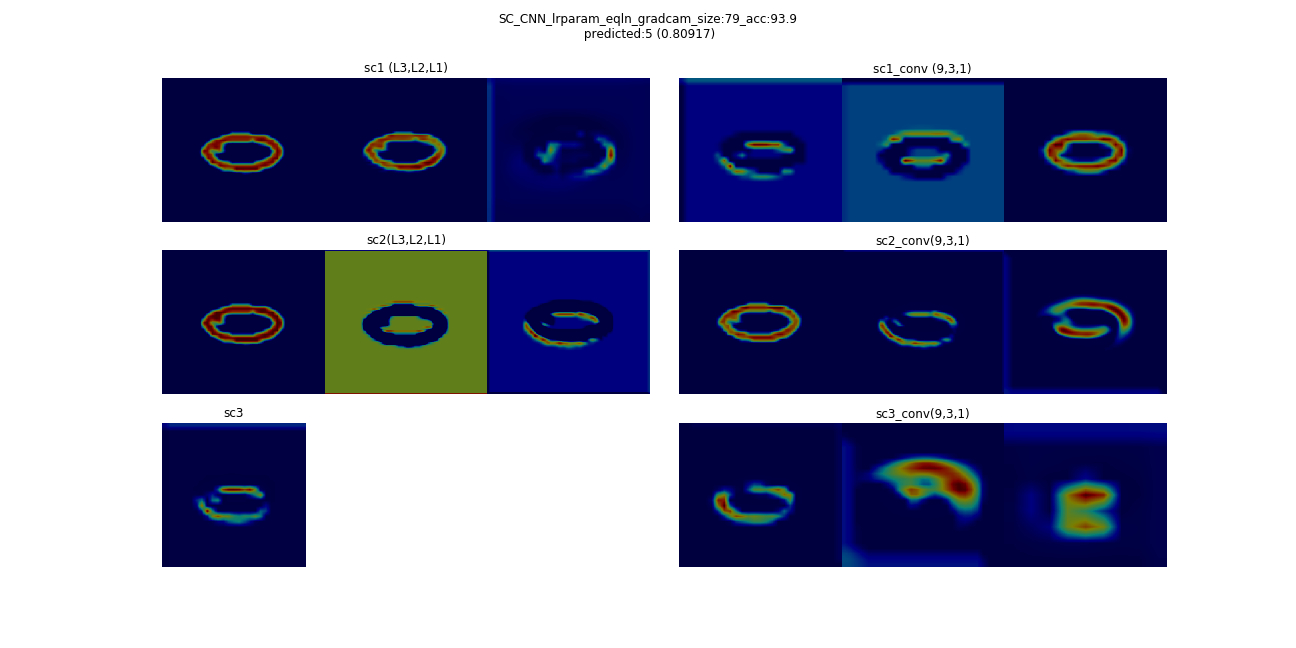 SC_CNN_lrparam_eqln_gradcam_size:79_acc:93.9
predicted:5 (0.80917)
sc1 (L3,L2,L1)
sc1_conv (9,3,1)
sc2(L3,L2,L1)
sc2_conv(9,3,1)
sc3
sc3_conv(9,3,1)